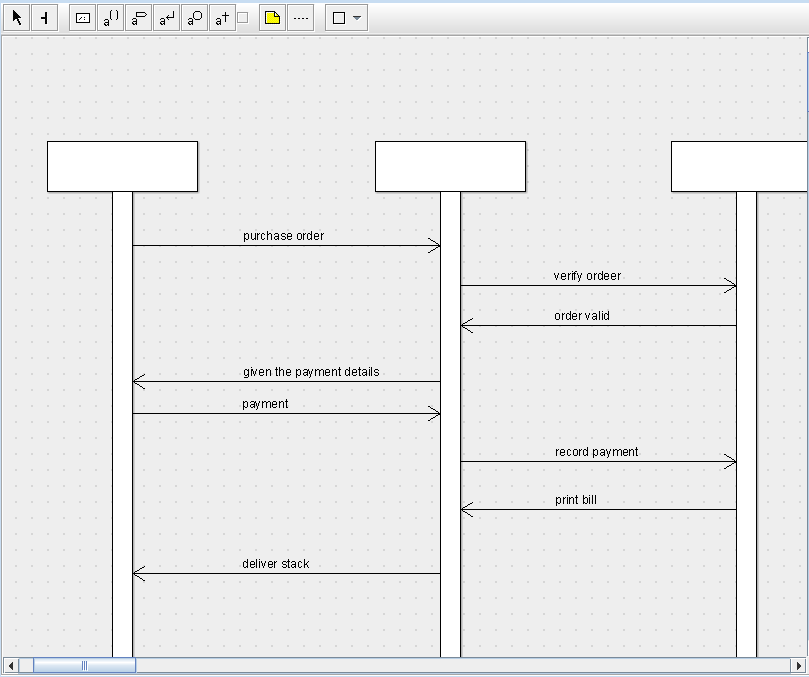 a
a
a
a
a
purchase order
verify ordeer
order valid
given the payment details
payment
record payment
print bill
deliver stack